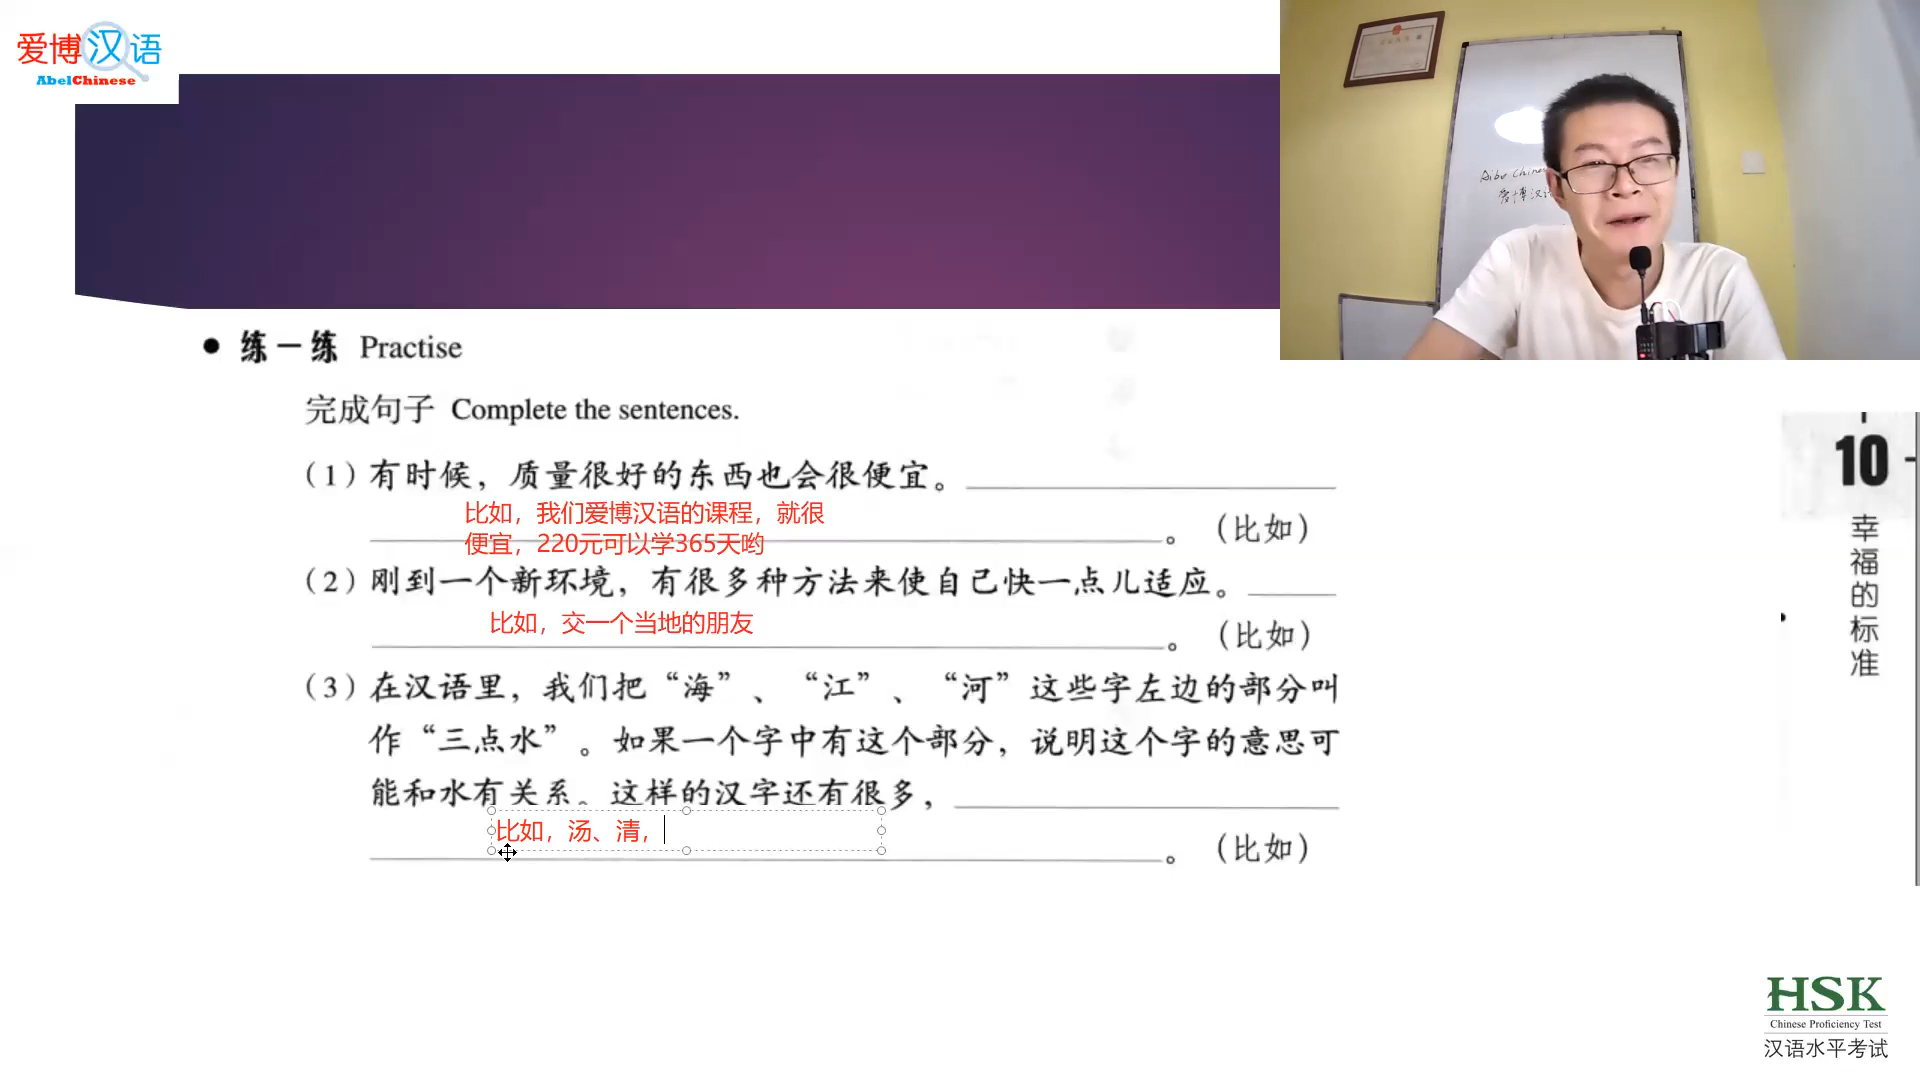 爱博汉语
AbelChinese
Aibo Chinese
爱博汉语
● 练一练 Practise
完成句子 Complete the sentences.
（1）有时候，质量很好的东西也会很便宜。
比如，我们爱博汉语的课程，就很
便宜，220元可以学365天哟
。（比如）
（2）刚到一个新环境，有很多种方法来使自己快一点儿适应。
比如，交一个当地的朋友
。（比如）
（3）在汉语里，我们把“海”、“江”、“河”这些字左边的部分叫
作“三点水”。如果一个字中有这个部分，说明这个字的意思可
能和水有关系。这样的汉字还有很多，
比如，汤、清，
。（比如）
10
幸福的标准
HSK
Chinese Proficiency Test
汉语水平考试